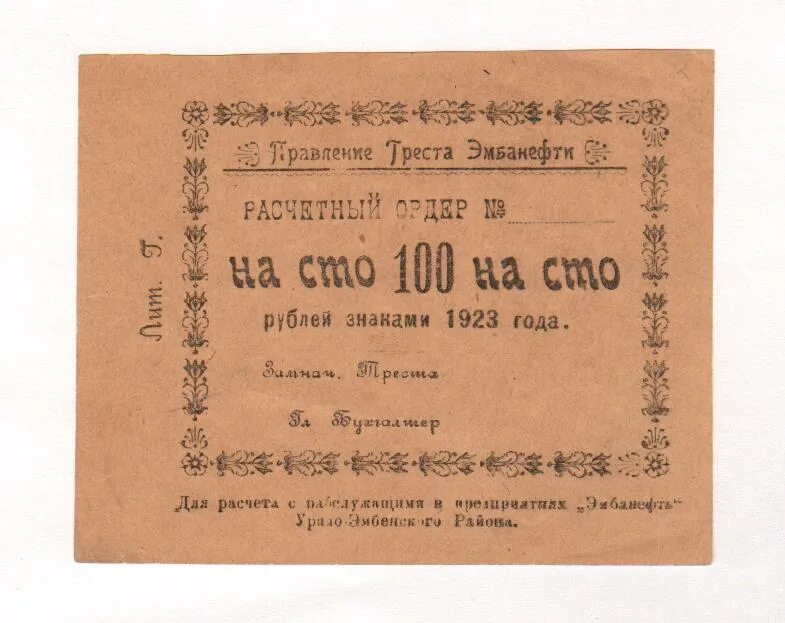 Правление Треста Эмбанефти
РАСЧЕТНЫЙ ОРДЕР №
на сто 100 на сто
рублей знаками 1923 года.
Замнач. Треста
Гл Бухгалтер
Лит. Г.
Для расчета с рабслужащими в предприятиях „Эмбанефть“
Урало-Эмбенского Района.